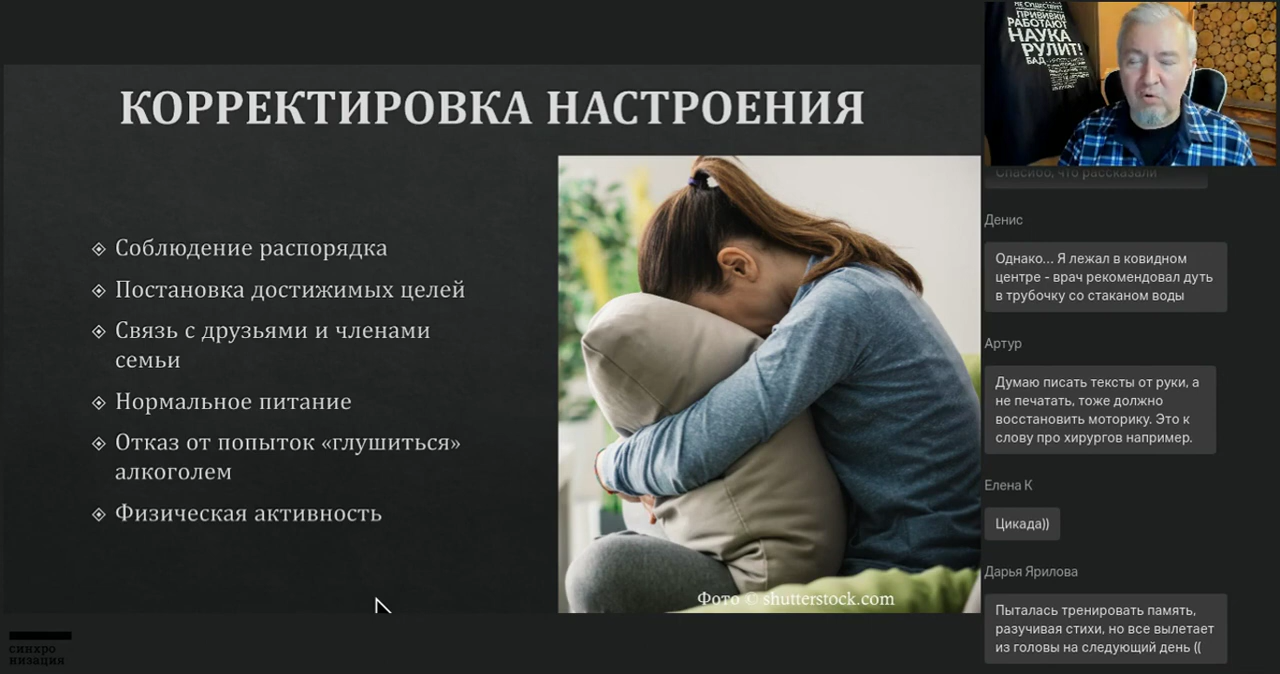 КОРРЕКТИРОВКА НАСТРОЕНИЯ
Соблюдение распорядка
Постановка достижимых целей
Связь с друзьями и членами
семьи
Нормальное питание
Отказ от попыток «глушиться»
алкоголем
Физическая активность
Фото © shutterstock.com
синхро
низация
ПРИВИВКИ
РАБОТАЮТ
НАУКА
РУЛИТ!
БАД
Спасибо, что рассказали
Денис
Однако... Я лежал в ковидном
центре - врач рекомендовал дуть
в трубочку со стаканом воды
Артур
Думаю писать тексты от руки, а
не печатать, тоже должно
восстановить моторику. Это к
слову про хирургов например.
Елена К
Цикада))
Дарья Ярилова
Пыталась тренировать память,
разучивая стихи, но все вылетает
из головы на следующий день ((